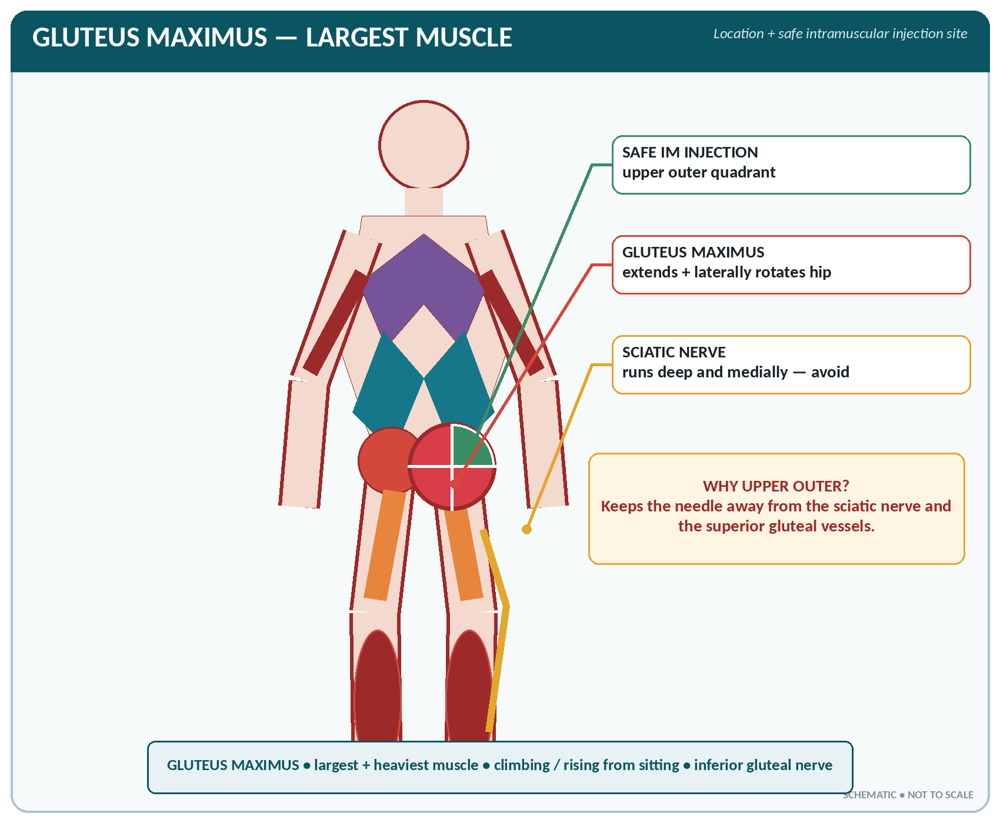 GLUTEUS MAXIMUS — LARGEST MUSCLE
Location + safe intramuscular injection site
SAFE IM INJECTION
upper outer quadrant
GLUTEUS MAXIMUS
extends + laterally rotates hip
SCIATIC NERVE
runs deep and medially — avoid
WHY UPPER OUTER?
Keeps the needle away from the sciatic nerve and
the superior gluteal vessels.
GLUTEUS MAXIMUS ● largest + heaviest muscle ● climbing / rising from sitting ● inferior gluteal nerve
SCHEMATIC ● NOT TO SCALE